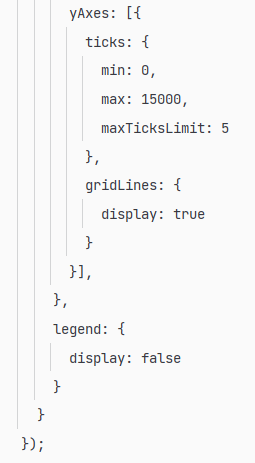 yAxes: [{
ticks: {
min: 0,
max: 15000,
maxTicksLimit: 5
},
gridLines: {
display: true
}
}],
},
legend: {
display: false
}
}
});